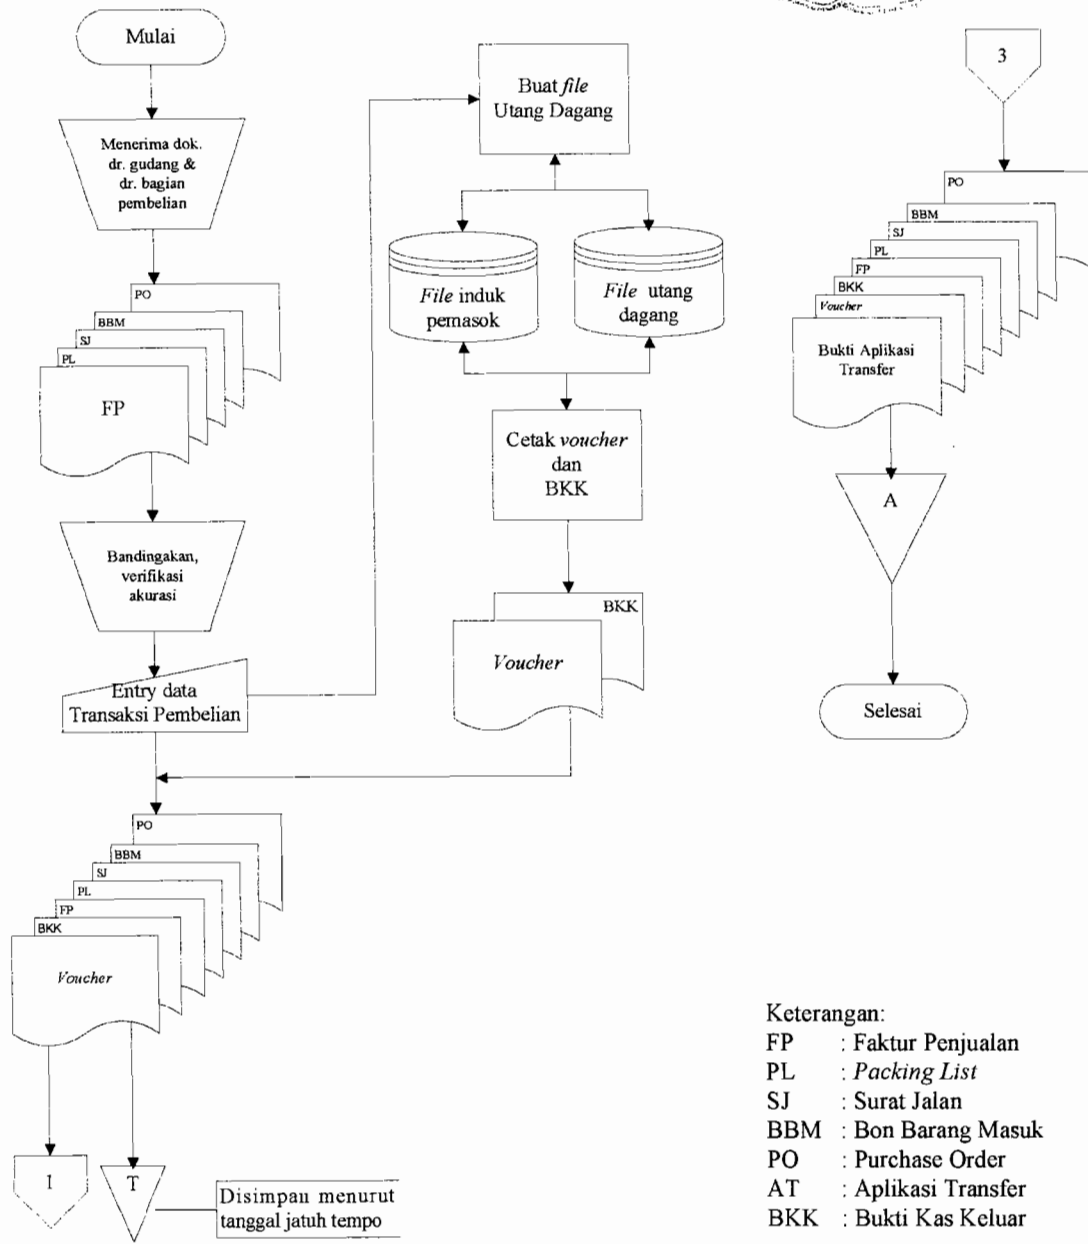 Mulai
Menerima dok.
dr. gudang &
dr. bagian
pembelian
PO
BBM
SJ
PL
FP
Bandingakan,
verifikasi
akurasi
Entry data
Transaksi Pembelian
PO
BBM
SJ
PL
FP
BKK
Voucher
1
T
Disimpan menurut
tanggal jatuh tempo
Buat file
Utang Dagang
File induk
pemasok
File utang
dagang
Cetak voucher
dan
BKK
BKK
Voucher
3
PO
BBM
SJ
PL
FP
BKK
Voucher
Bukti Aplikasi
Transfer
A
Selesai
Keterangan:
FP : Faktur Penjualan
PL : Packing List
SJ : Surat Jalan
BBM : Bon Barang Masuk
PO : Purchase Order
AT : Aplikasi Transfer
BKK : Bukti Kas Keluar